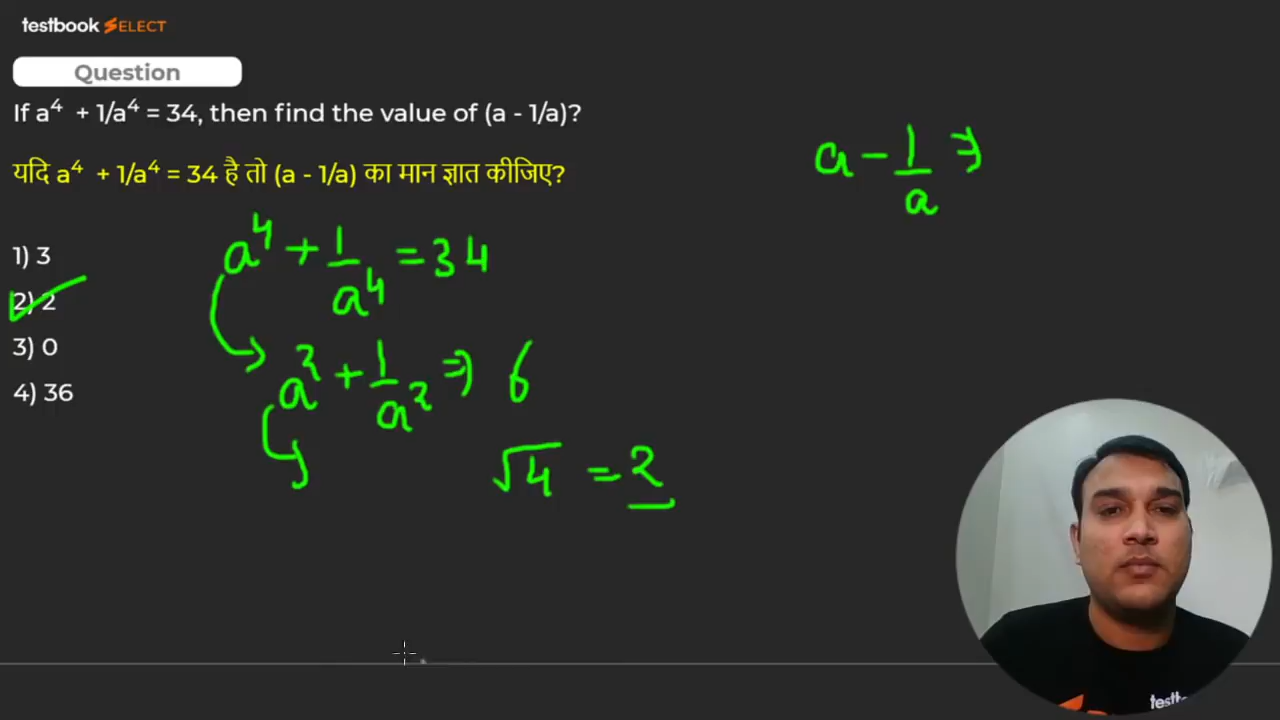 testbook SELECT
Question
If a⁴ + 1/a⁴ = 34, then find the value of (a - 1/a)?
यदि a⁴ + 1/a⁴ = 34 है तो (a - 1/a) का मान ज्ञात कीजिए?
a - 1/a ⇒
1) 3
2) 2
3) 0
4) 36
a⁴ + 1/a⁴ = 34
a² + 1/a² ⇒ 6
√4 = 2
testb